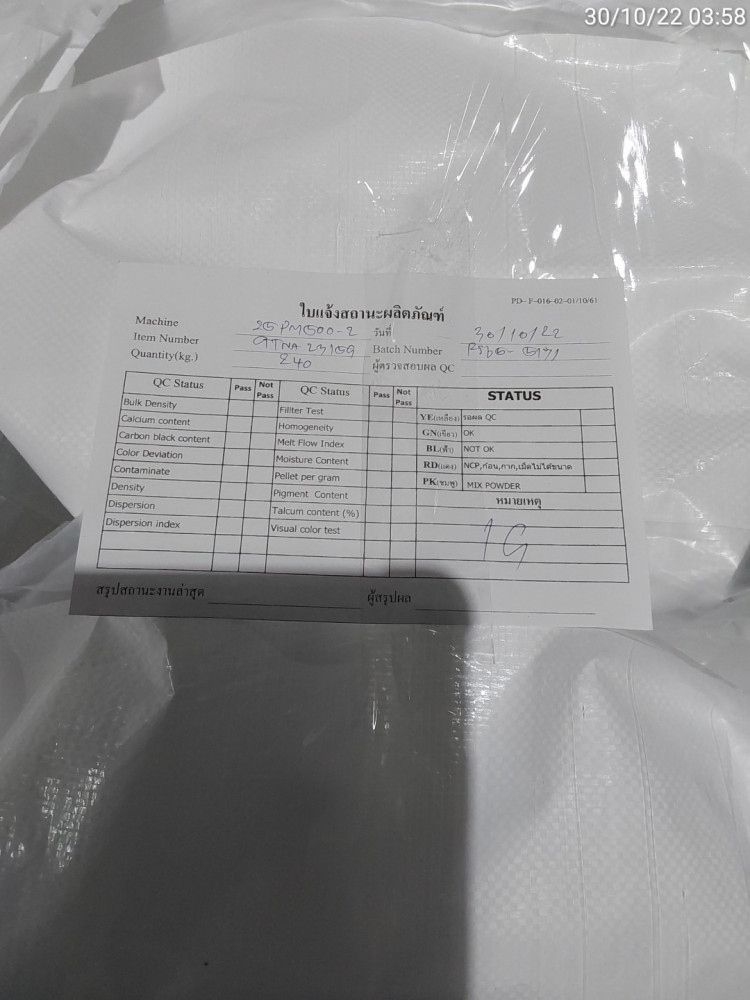 30/10/22 03:58
PD-F-016-02-01/10/61
ใบแจ้งสถานะผลิตภัณฑ์
Machine 25PM500-2 วันที่ 30/10/22
Item Number 23159 Batch Number
Quantity(kg.) 240 ผู้ตรวจสอบผล QC
QC Status Pass Not Pass QC Status Pass Not Pass STATUS
Bulk Density Fillter Test YE(เหลือง) รอผล QC
Calcium content Homogeneity GN(เขียว) OK
Carbon black content Melt Flow Index BL(ฟ้า) NOT OK
Color Deviation Moisture Content RD(แดง) NCP,ก่อน,กาก,เม็ดไม่ได้ขนาด
Contaminate Pellet per gram PK(ชมพู) MIX POWDER
Density Pigment Content หมายเหตุ
Dispersion Talcum content (%)
Dispersion index Visual color test
1G
สรุปสถานะงานล่าสุด ผู้สรุปผล